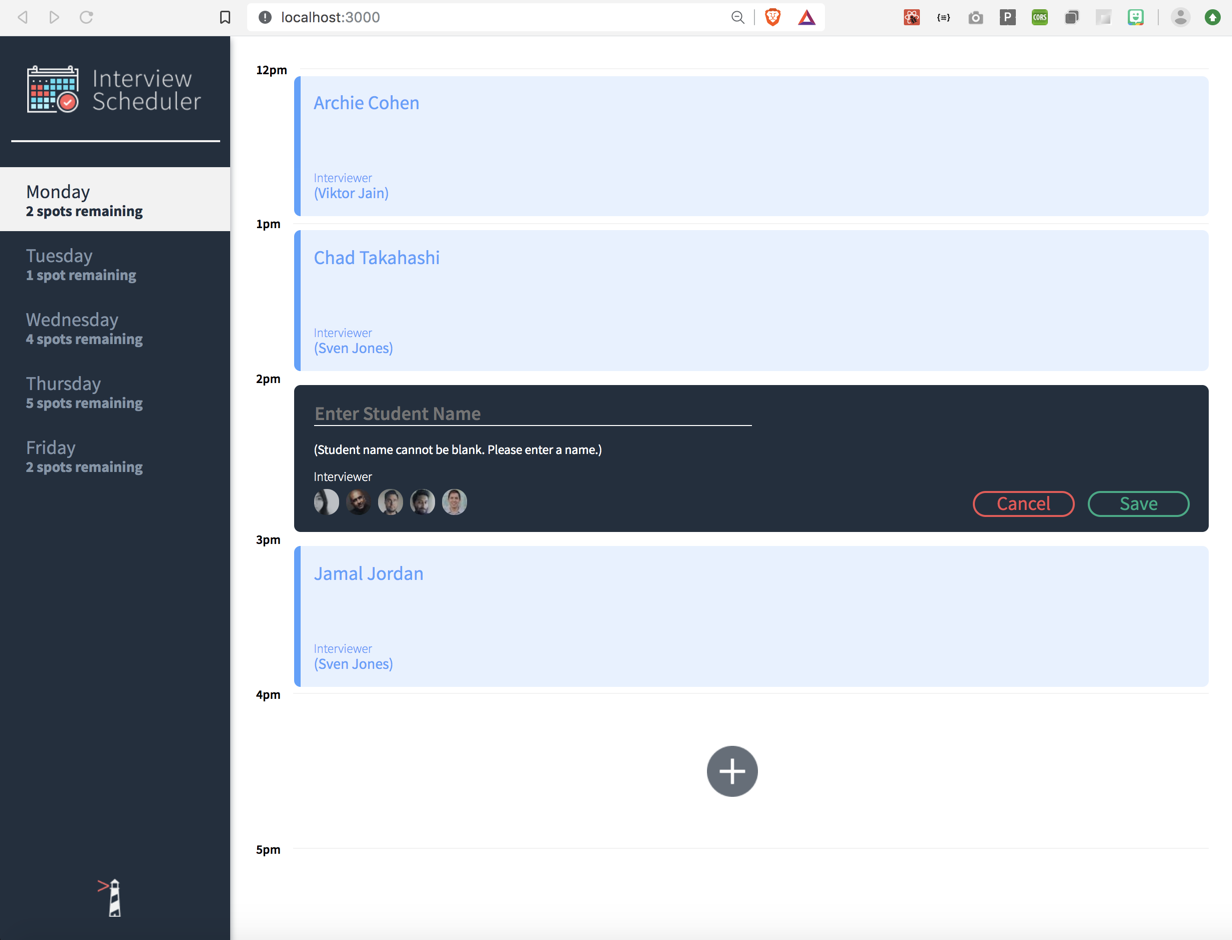 localhost:3000
{≡}
P
CORS
Interview
Scheduler
Monday
2 spots remaining
Tuesday
1 spot remaining
Wednesday
4 spots remaining
Thursday
5 spots remaining
Friday
2 spots remaining
12pm
Archie Cohen
Interviewer
(Viktor Jain)
1pm
Chad Takahashi
Interviewer
(Sven Jones)
2pm
Enter Student Name
(Student name cannot be blank. Please enter a name.)
Interviewer
Cancel
Save
3pm
Jamal Jordan
Interviewer
(Sven Jones)
4pm
5pm